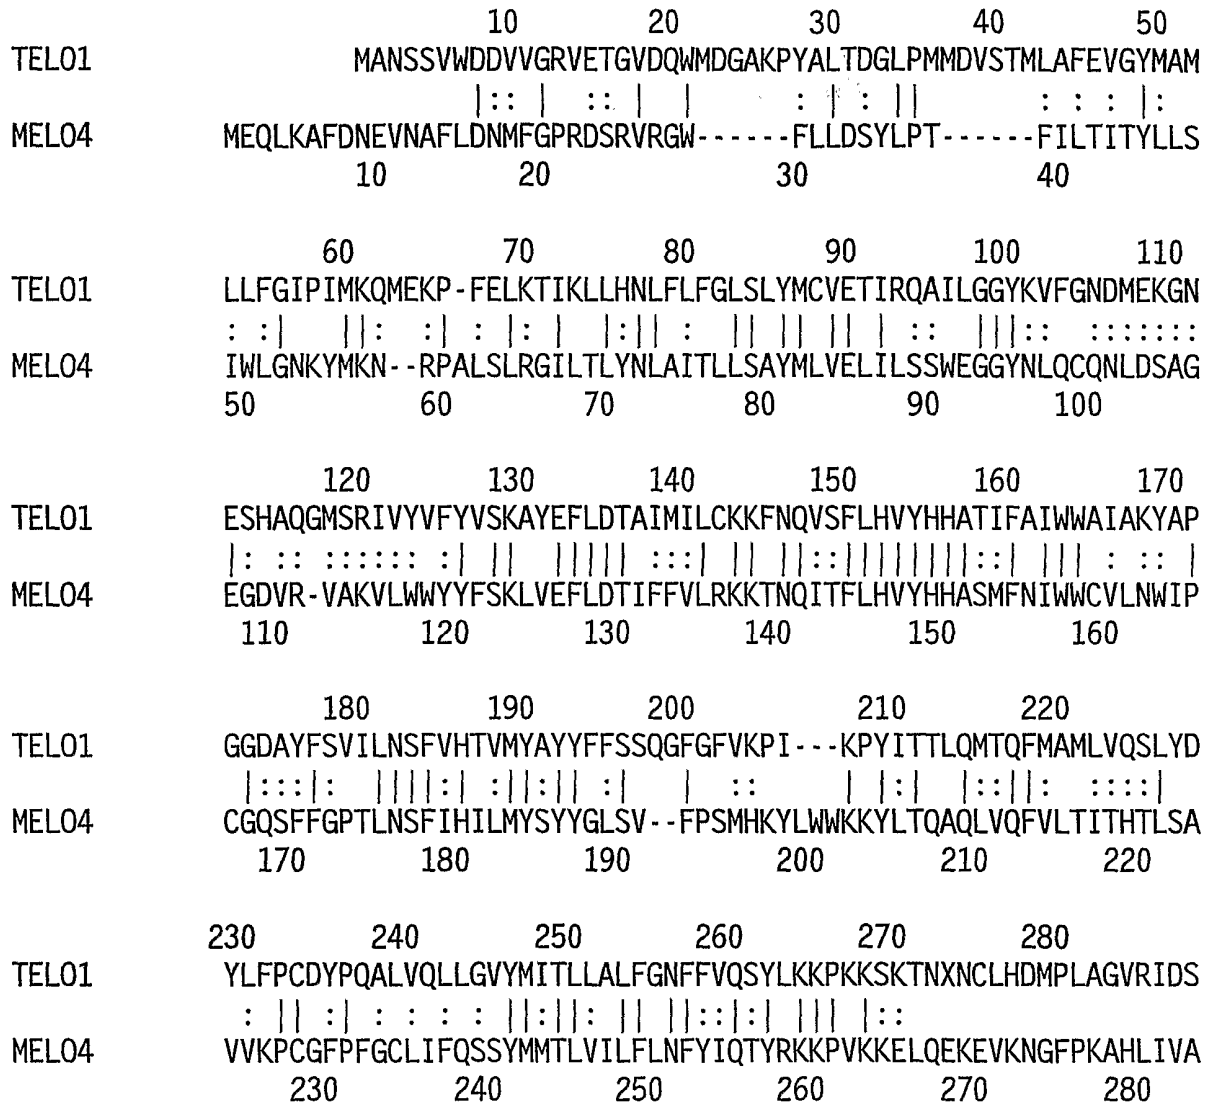 10 20 30 40 50
TELO1 MANSSVWDDVVGRVETGVDQWMDGAKPYALTDGLPMMDVSTMLAFEVGYMAM
|:: | :: | | : | : || : : : |:
MELO4 MEQLKAFDNEVNAFLDNMFGPRDSRVRGW------FLLDSYLPT------FILTITYLLS
10 20 30 40
60 70 80 90 100 110
TELO1 LLFGIPIMKQMEKP-FELKTIKLLHNLFLFGLSLYMCVETIRQAILGGYKVFGNDMEKGN
: :| ||: :| : |: | |:|| : || || || | :: |||:: :::::::
MELO4 IWLGNKYMKN--RPALSLRGILTLYNLAITLLSAYMLVELILSSWEGGYNLQCQNLDSAG
50 60 70 80 90 100
120 130 140 150 160 170
TELO1 ESHAQGMSRIVYVFYVSKAYEFLDTAIMILCKKFNQVSFLHVYHHATIFAIWWAIAKYAP
|: :: :::::: :| || ||||| :::| || ||::||||||||::| ||| : :: |
MELO4 EGDVR-VAKVLWWYYFSKLVEFLDTIFFVLRKKTNQITFLHVYHHASMFNIWWCVLNWIP
110 120 130 140 150 160
180 190 200 210 220
TELO1 GGDAYFSVILNSFVHTVMYAYYFFSSQGFGFVKPI---KPYITTLQMTQFMAMLVQSLYD
|:::|: ||||:| :||:|| :| | :: | |:| |::||: ::::|
MELO4 CGQSFFGPTLNSFIHILMYSYYGLSV--FPSMHKYLWWKKYLTQAQLVQFVLTITHTLSA
170 180 190 200 210 220
230 240 250 260 270 280
TELO1 YLFPCDYPQALVQLLGVYMITLLALFGNFFVQSYLKKPKKSKTNXNCLHDMPLAGVRIDS
: || :| : : : : ||:||: || ||::|: ||| |::
MELO4 VVKPCGFPFGCLIFQSSYMMTLVILFLNFYIQTYRKKPVKKELQEKEVKNGFPKAHLIVA
230 240 250 260 270 280